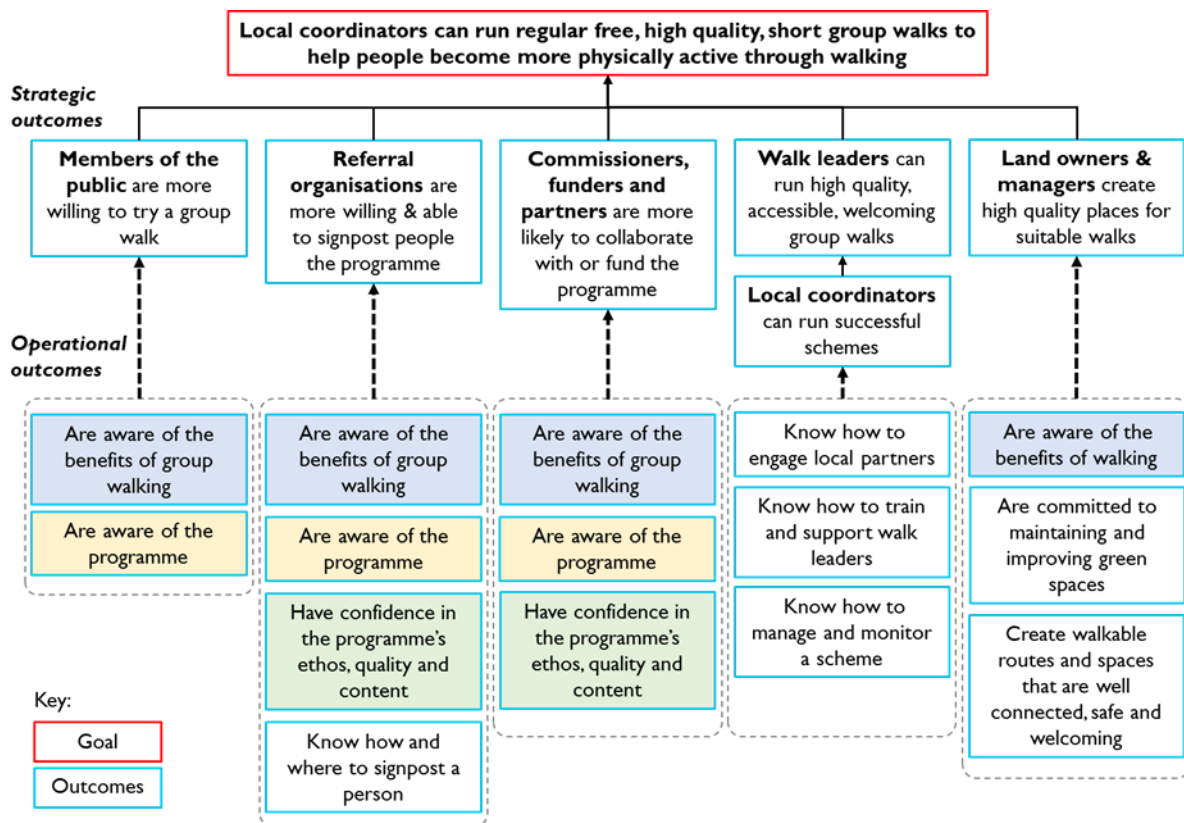 Local coordinators can run regular free, high quality, short group walks to
help people become more physically active through walking
Strategic
outcomes
Members of the
public are more
willing to try a group
walk
Referral
organisations are
more willing & able
to signpost people
the programme
Commissioners,
funders and
partners are more
likely to collaborate
with or fund the
programme
Walk leaders can
run high quality,
accessible, welcoming
group walks
Land owners &
managers create
high quality places for
suitable walks
Local coordinators
can run successful
schemes
Operational
outcomes
Are aware of the
benefits of group
walking
Are aware of the
programme
Are aware of the
benefits of group
walking
Are aware of the
programme
Have confidence in
the programme's
ethos, quality and
content
Know how and
where to signpost a
person
Are aware of the
benefits of group
walking
Are aware of the
programme
Have confidence in
the programme's
ethos, quality and
content
Know how to
engage local partners
Know how to train
and support walk
leaders
Know how to
manage and monitor
a scheme
Are aware of the
benefits of walking
Are committed to
maintaining and
improving green
spaces
Create walkable
routes and spaces
that are well
connected, safe and
welcoming
Key:
Goal
Outcomes